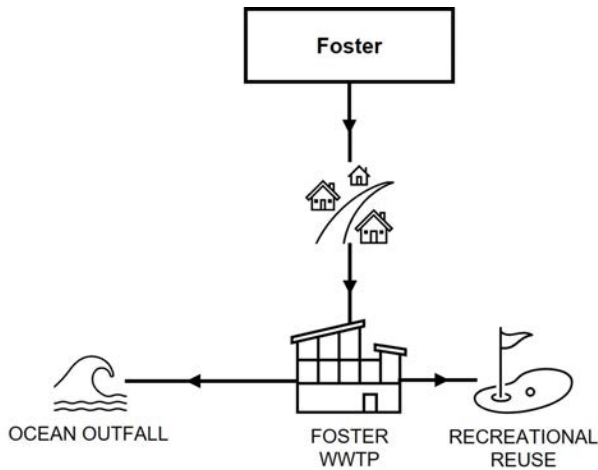 Foster
OCEAN OUTFALL
FOSTER
WWTP
RECREATIONAL
REUSE